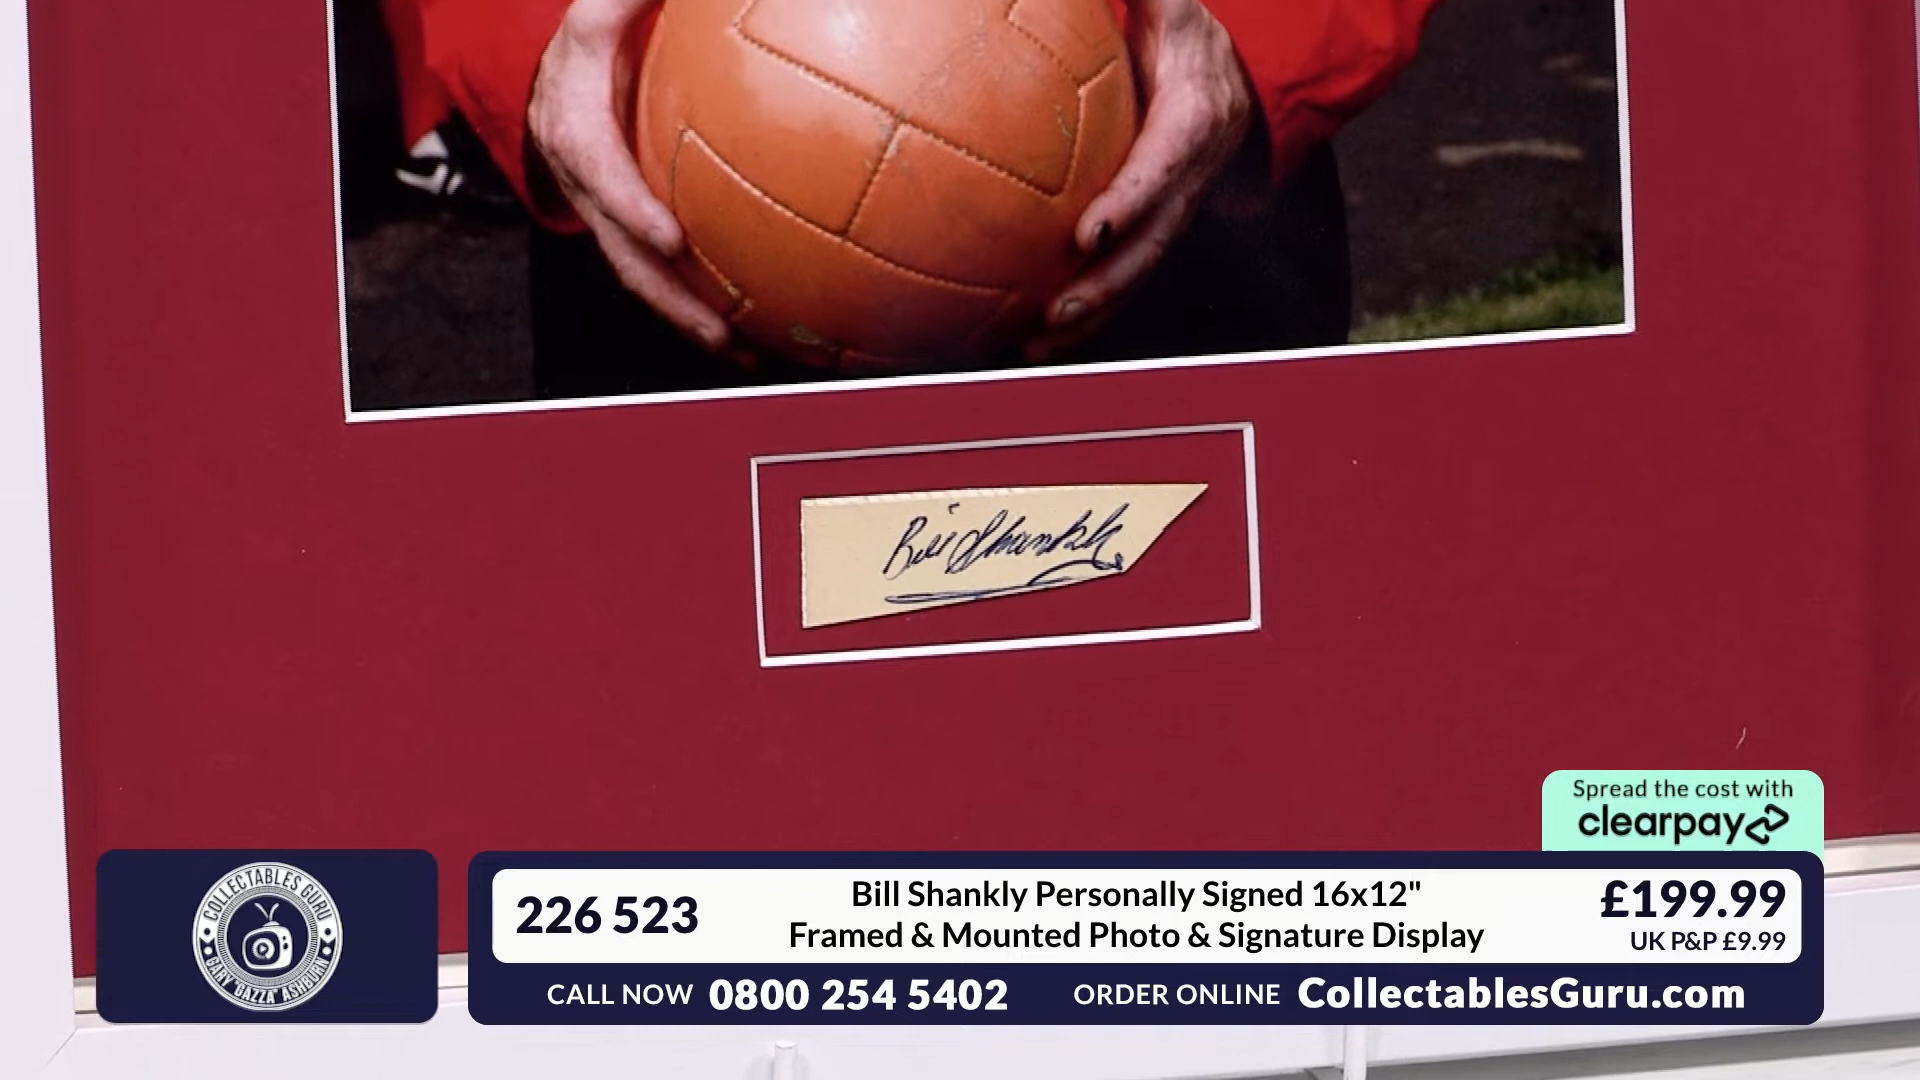 Bill Shankly
Spread the cost with
clearpay
COLLECTABLES GURU
GARY "GAZZA" ASHBURN
226 523
Bill Shankly Personally Signed 16x12"
Framed & Mounted Photo & Signature Display
£199.99
UK P&P £9.99
CALL NOW 0800 254 5402
ORDER ONLINE CollectablesGuru.com